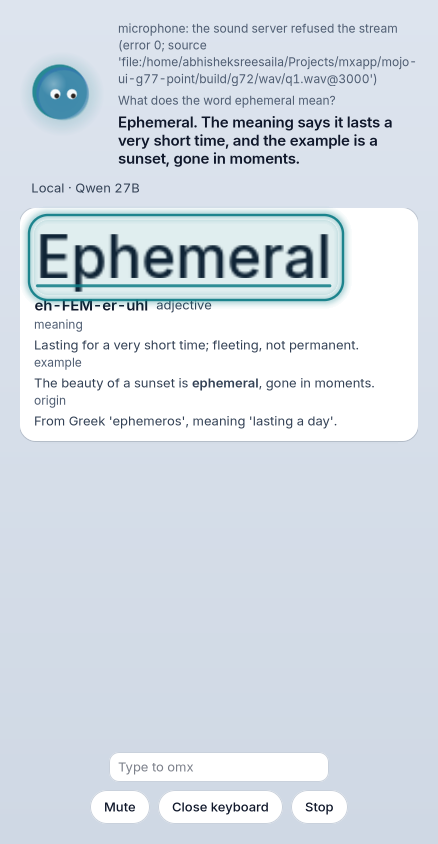 microphone: the sound server refused the stream
(error 0; source
'file:/home/abhisheksreesaila/Projects/mxapp/mojo-
ui-g77-point/build/g72/wav/q1.wav@3000')
What does the word ephemeral mean?
Ephemeral. The meaning says it lasts a
very short time, and the example is a
sunset, gone in moments.
Local · Qwen 27B
Ephemeral
eh-FEM-er-uhl adjective
meaning
Lasting for a very short time; fleeting, not permanent.
example
The beauty of a sunset is ephemeral, gone in moments.
origin
From Greek 'ephemeros', meaning 'lasting a day'.
Type to omx
Mute Close keyboard Stop